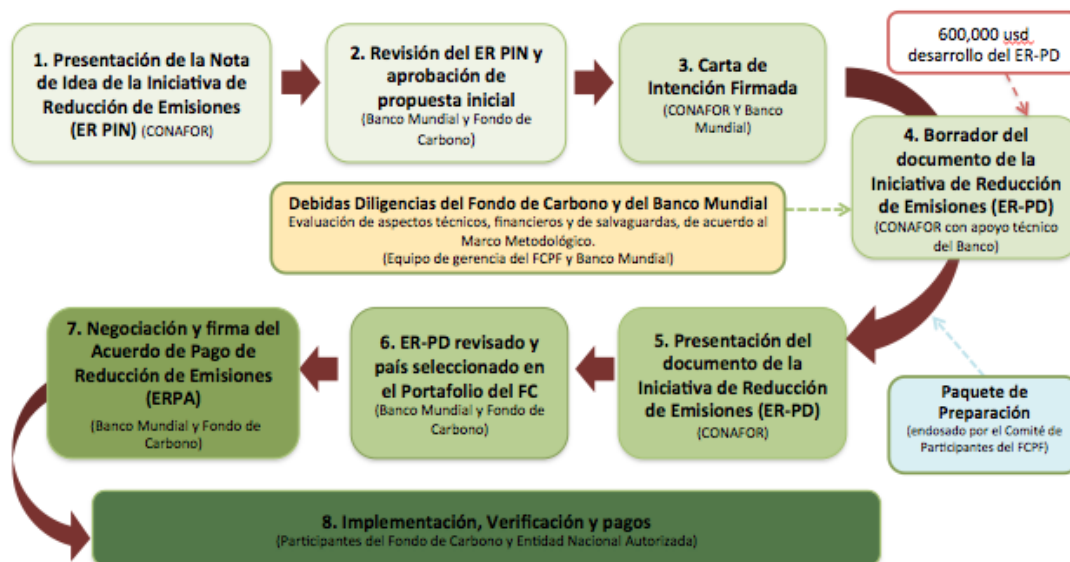 1. Presentación de la Nota
de Idea de la Iniciativa de
Reducción de Emisiones
(ER PIN) (CONAFOR)
2. Revisión del ER PIN y
aprobación de
propuesta inicial
(Banco Mundial y Fondo de
Carbono)
3. Carta de
Intención Firmada
(CONAFOR Y Banco
Mundial)
600,000 usd
desarrollo del ER-PD
4. Borrador del
documento de la
Iniciativa de Reducción
de Emisiones (ER-PD)
(CONAFOR con apoyo técnico
del Banco)
Debidas Diligencias del Fondo de Carbono y del Banco Mundial
Evaluación de aspectos técnicos, financieros y de salvaguardas, de acuerdo al
Marco Metodológico.
(Equipo de gerencia del FCPF y Banco Mundial)
5. Presentación del
documento de la
Iniciativa de Reducción
de Emisiones (ER-PD)
(CONAFOR)
Paquete de
Preparación
(endosado por el Comité de
Participantes del FCPF)
6. ER-PD revisado y
país seleccionado en
el Portafolio del FC
(Banco Mundial y Fondo de
Carbono)
7. Negociación y firma del
Acuerdo de Pago de
Reducción de Emisiones
(ERPA)
(Banco Mundial y Fondo de
Carbono)
8. Implementación, Verificación y pagos
(Participantes del Fondo de Carbono y Entidad Nacional Autorizada)